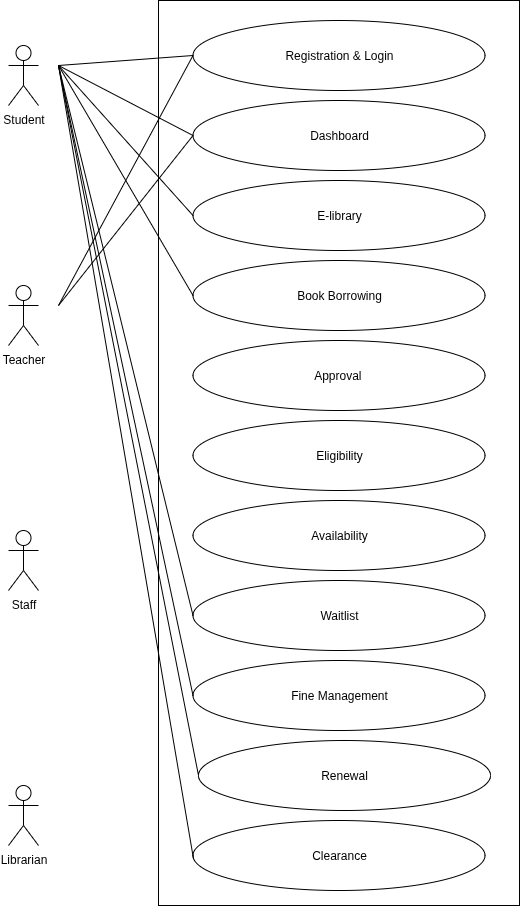 Registration & Login
Student
Dashboard
E-library
Book Borrowing
Teacher
Approval
Eligibility
Availability
Staff
Waitlist
Fine Management
Renewal
Librarian
Clearance